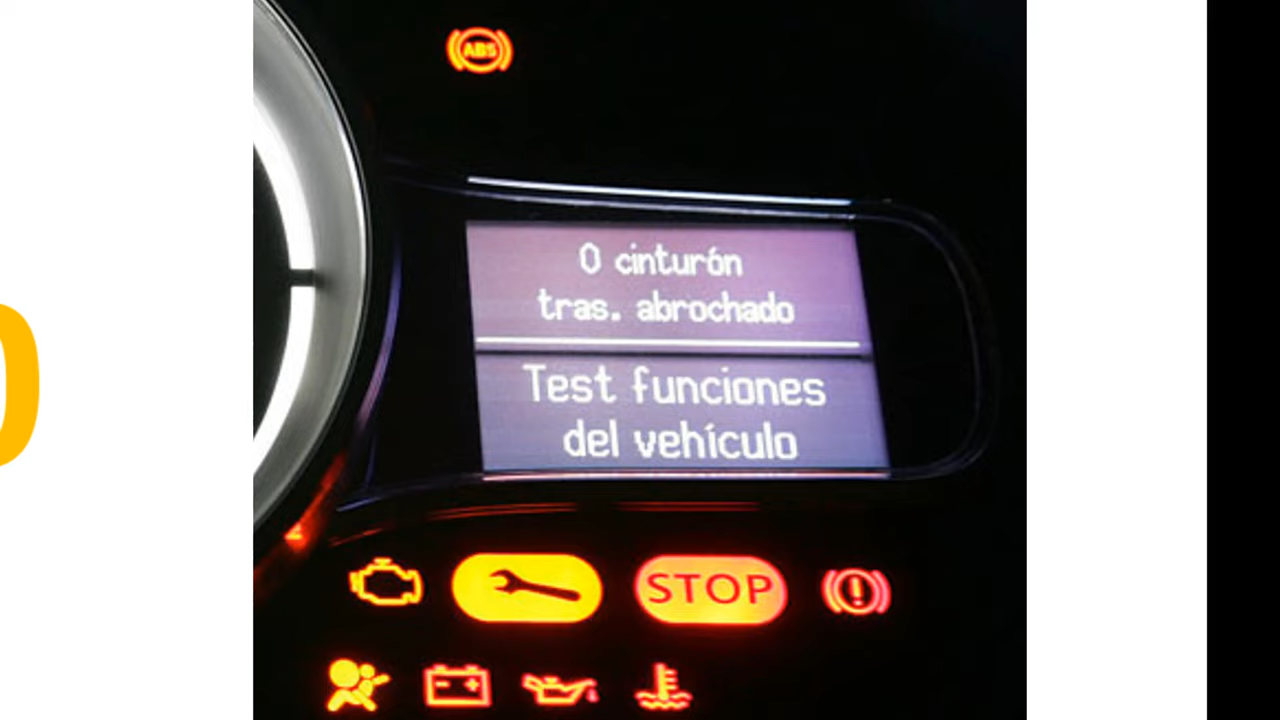 ABS
0 cinturón
tras. abrochado
Test funciones
del vehículo
STOP